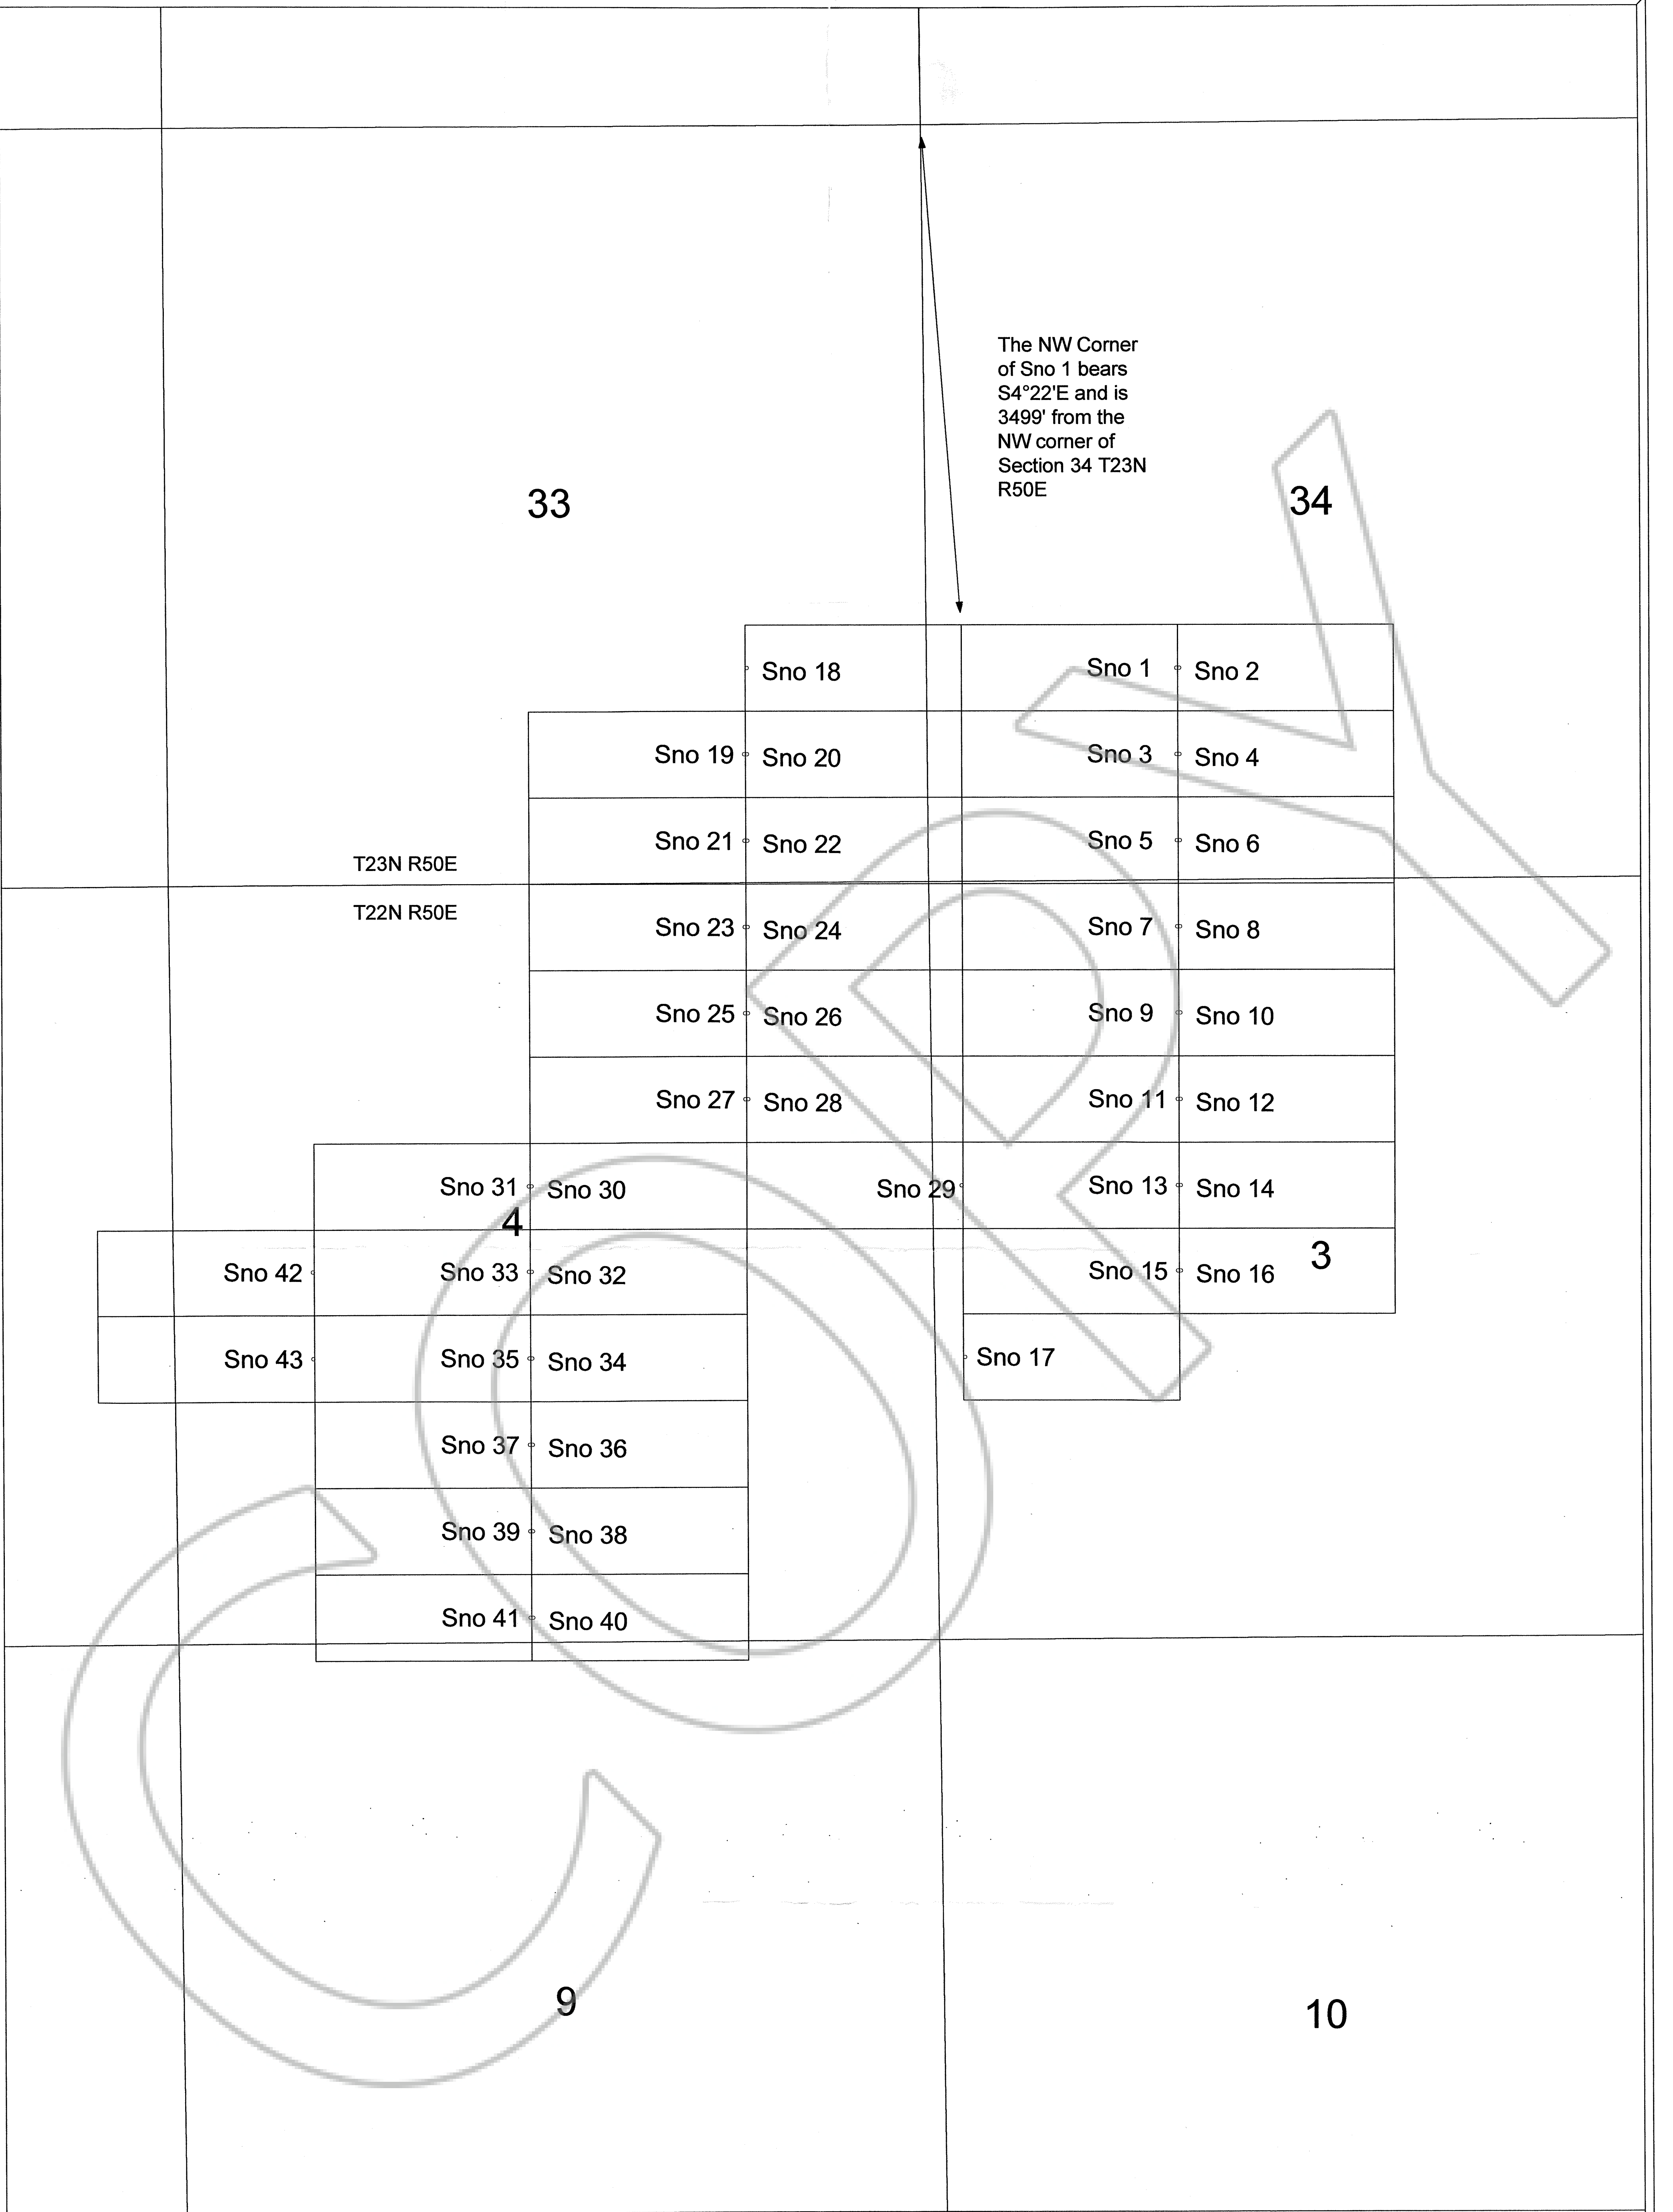 The NW Corner
of Sno 1 bears
S4°22'E and is
3499' from the
NW corner of
Section 34 T23N
R50E
33
34
Sno 18
Sno 1
Sno 2
Sno 19
Sno 20
Sno 3
Sno 4
Sno 21
Sno 22
Sno 5
Sno 6
T23N R50E
T22N R50E
Sno 23
Sno 24
Sno 7
Sno 8
Sno 25
Sno 26
Sno 9
Sno 10
Sno 27
Sno 28
Sno 11
Sno 12
Sno 31
Sno 30
Sno 29
Sno 13
Sno 14
4
3
Sno 42
Sno 33
Sno 32
Sno 15
Sno 16
Sno 43
Sno 35
Sno 34
Sno 17
Sno 37
Sno 36
Sno 39
Sno 38
Sno 41
Sno 40
9
10
COPY